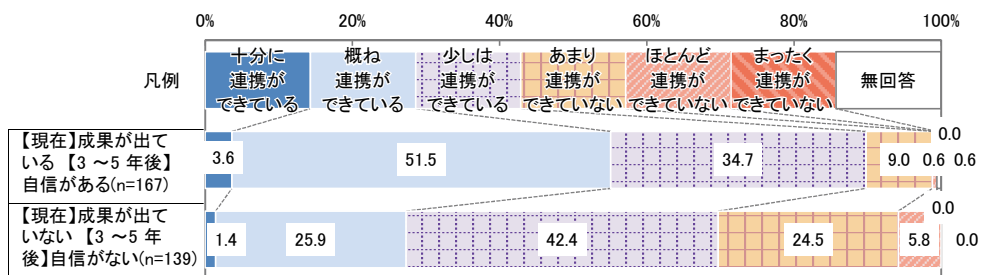 0% 20% 40% 60% 80% 100%
凡例
十分に
連携が
できている
概ね
連携が
できている
少しは
連携が
できている
あまり
連携が
できていない
ほとんど
連携が
できていない
まったく
連携が
できていない
無回答
【現在】成果が出て
いる 【3 ～5 年後】
自信がある(n=167)
3.6 51.5 34.7 9.0 0.6 0.0 0.6
【現在】成果が出て
いない 【3 ～5 年
後】自信がない(n=139)
1.4 25.9 42.4 24.5 5.8 0.0 0.0